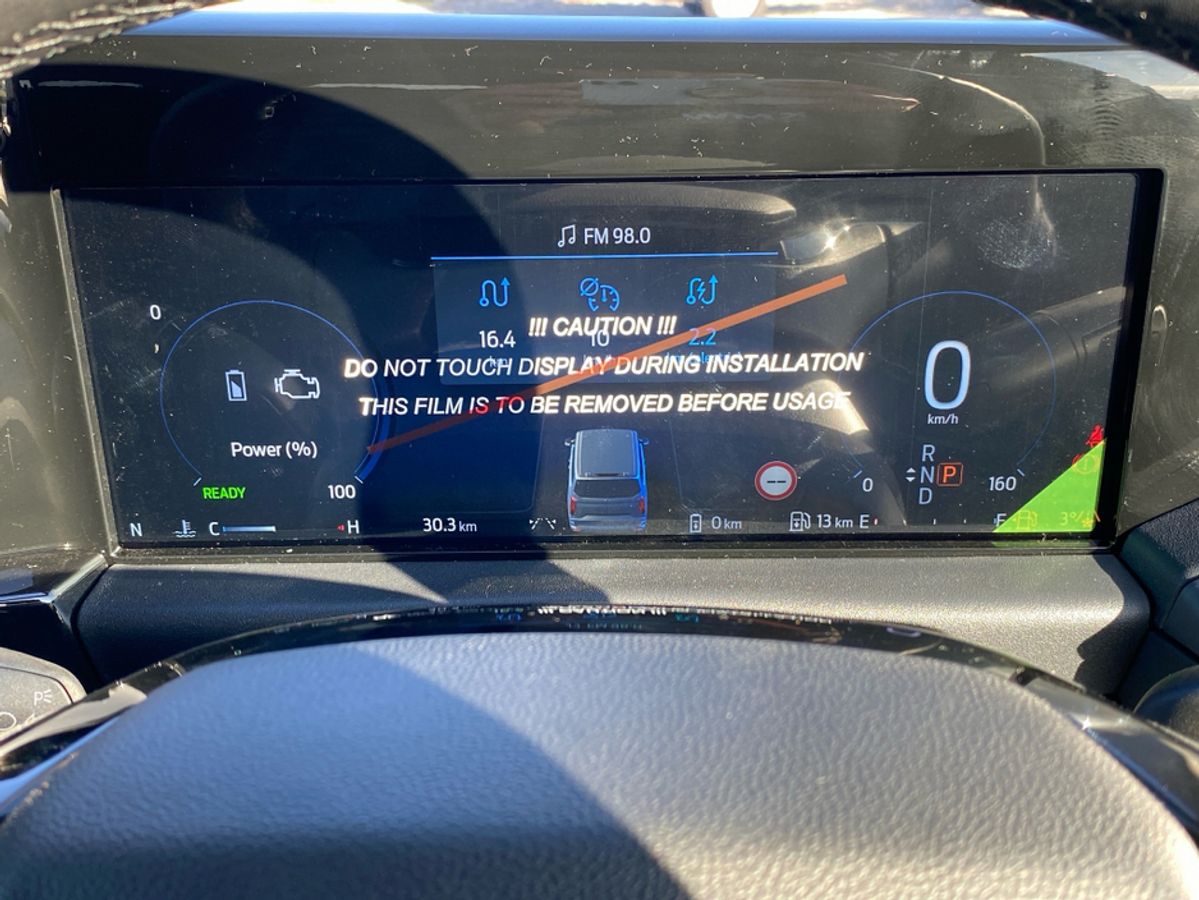 FM 98.0
16.4
10
2.2
!!! CAUTION !!!
DO NOT TOUCH DISPLAY DURING INSTALLATION
THIS FILM IS TO BE REMOVED BEFORE USAGE
0
Power (%)
READY
100
0
km/h
R
N P
D
0
160
N
C H
30.3 km
--
0 km
13 km
E F
3°